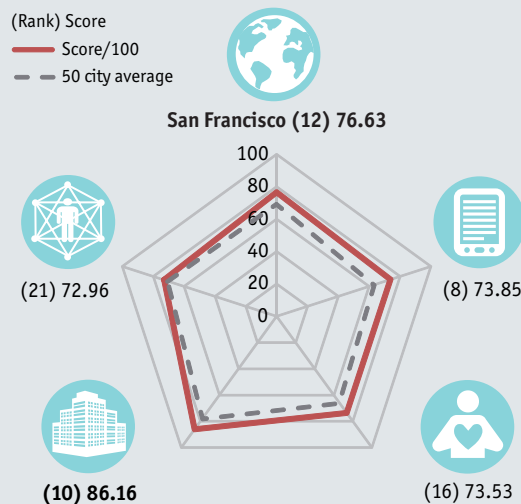 (Rank) Score
Score/100
50 city average
San Francisco (12) 76.63
100
80
60
40
20
0
(21) 72.96
(8) 73.85
(10) 86.16
(16) 73.53